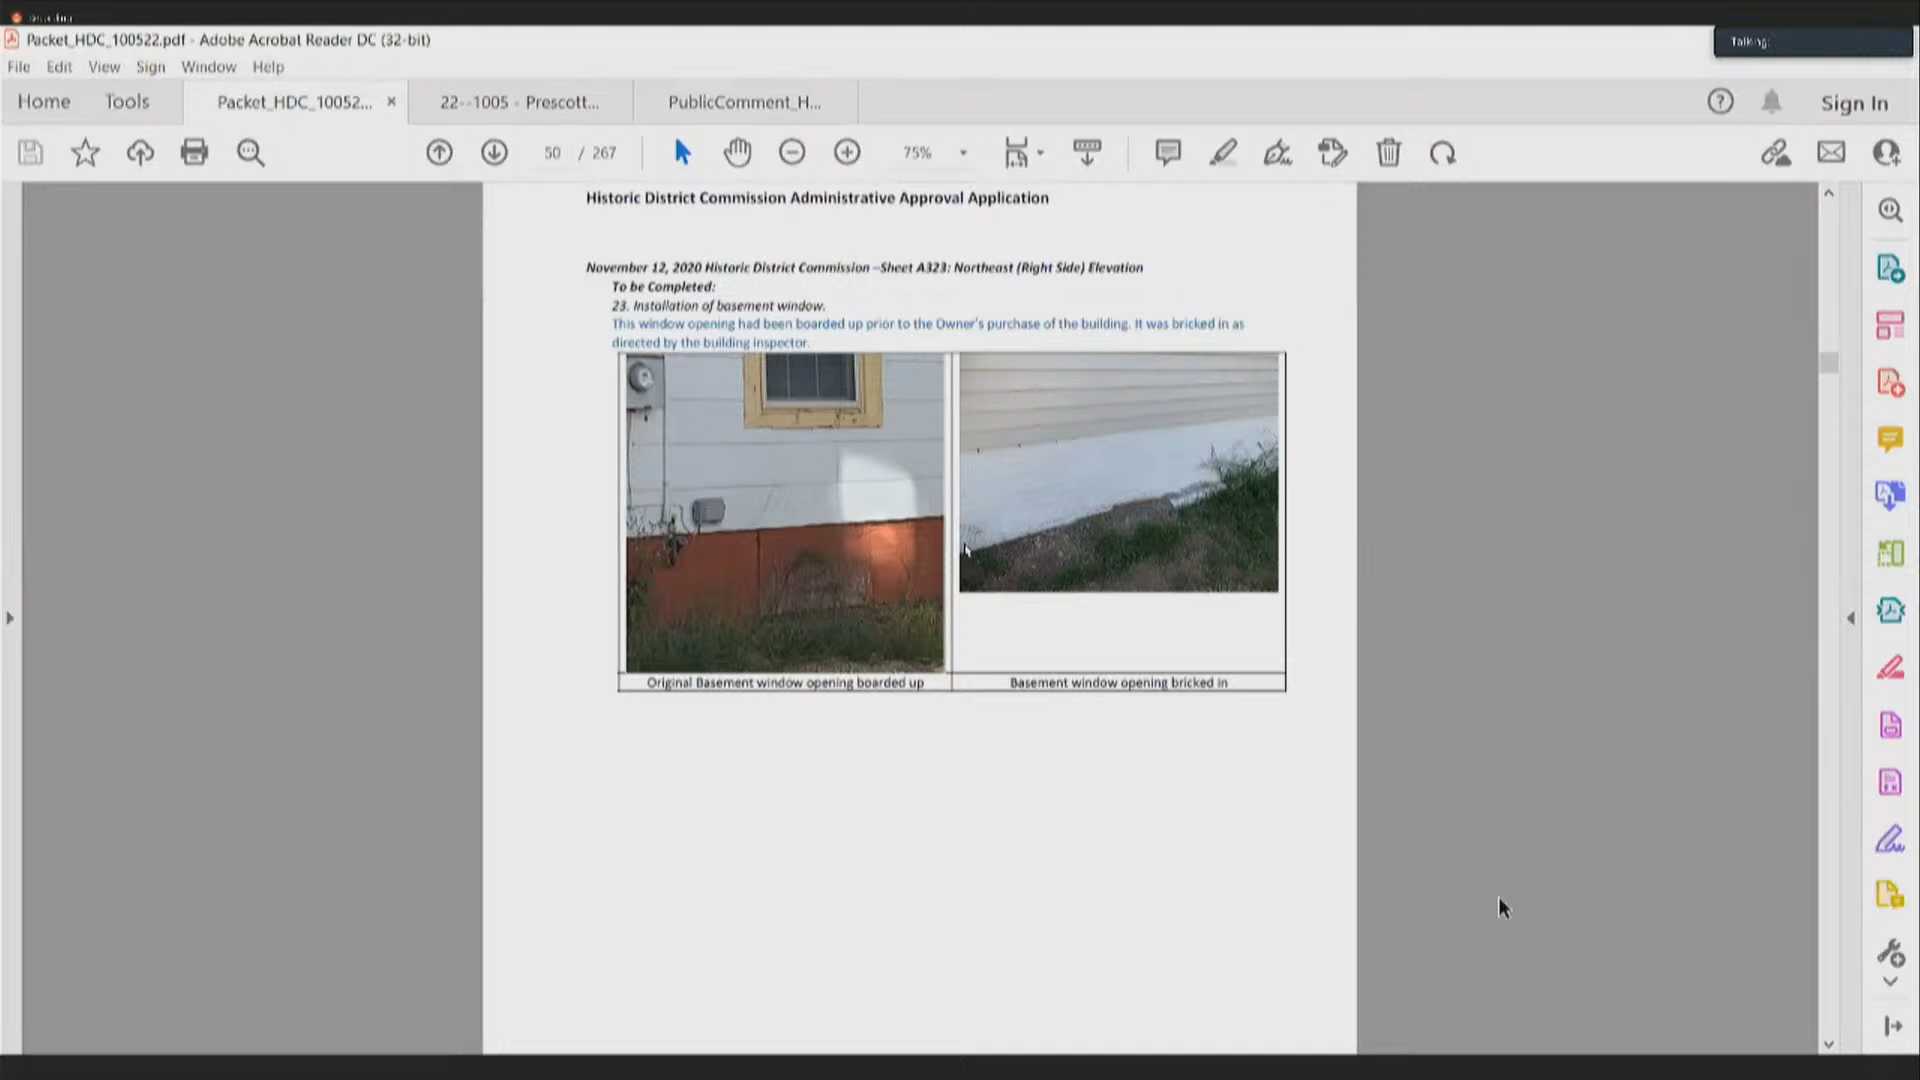 Packet_HDC_100522.pdf - Adobe Acrobat Reader DC (32-bit)
Talking:
File Edit View Sign Window Help
Home Tools Packet_HDC_10052... × 22--1005 - Prescott... PublicComment_H... Sign In
50 / 267 75%
Historic District Commission Administrative Approval Application
November 12, 2020 Historic District Commission –Sheet A323: Northeast (Right Side) Elevation
To be Completed:
23. Installation of basement window.
This window opening had been boarded up prior to the Owner's purchase of the building. It was bricked in as
directed by the building inspector.
Original Basement window opening boarded up
Basement window opening bricked in